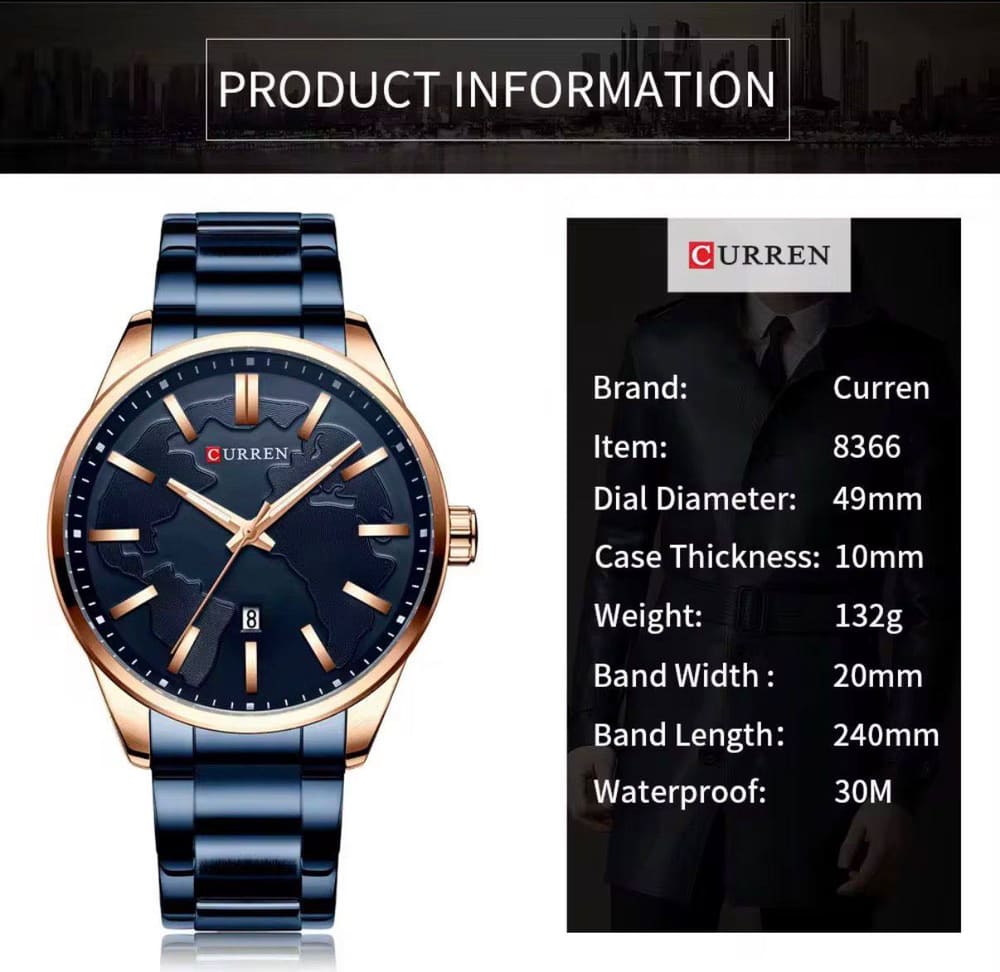 PRODUCT INFORMATION
CURREN
CURREN
8
Brand: Curren
Item: 8366
Dial Diameter: 49mm
Case Thickness: 10mm
Weight: 132g
Band Width : 20mm
Band Length: 240mm
Waterproof: 30M